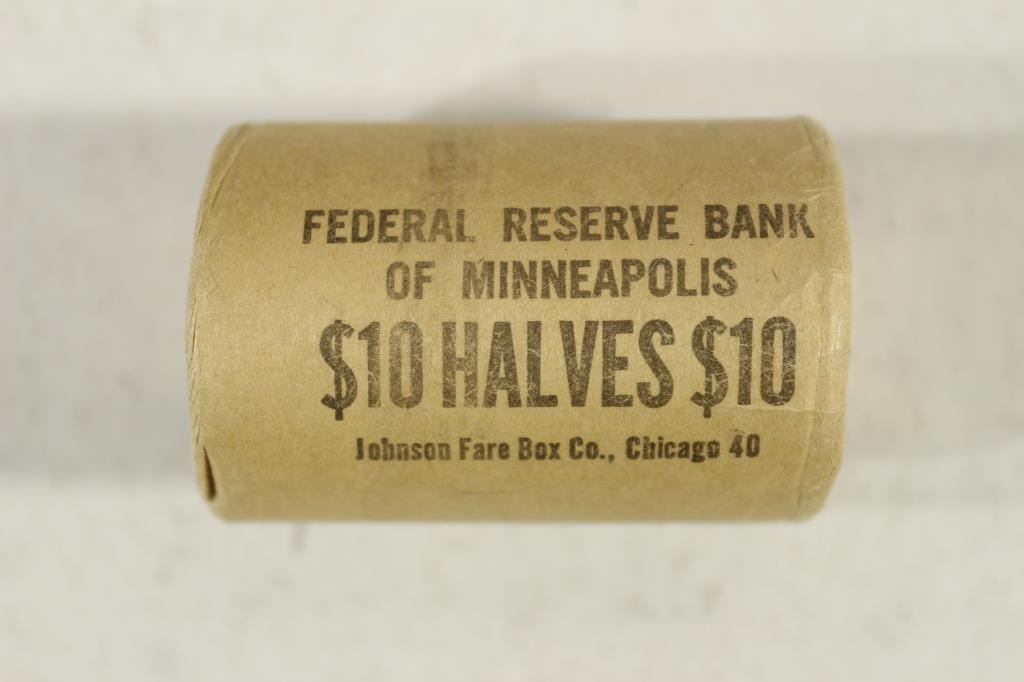 FEDERAL RESERVE BANK
OF MINNEAPOLIS
$10 HALVES $10
Johnson Fare Box Co., Chicago 40